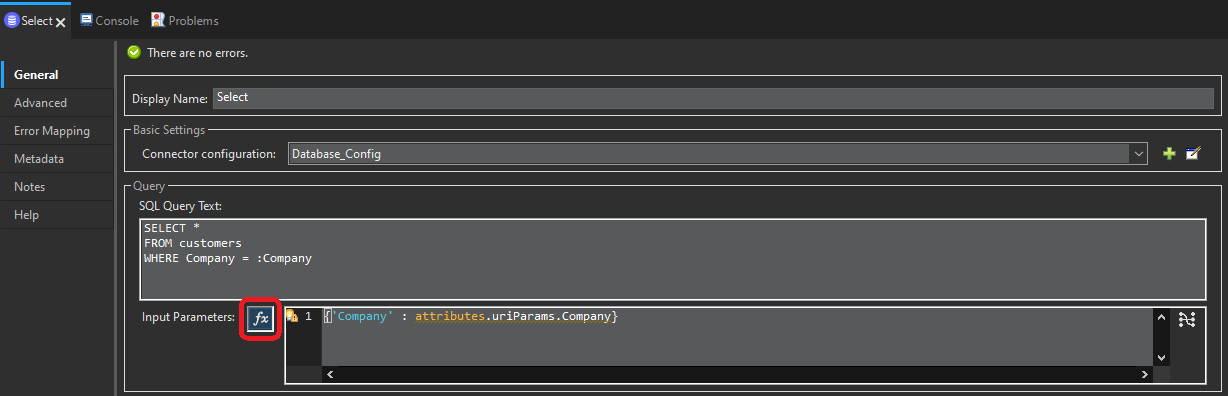 Select Console Problems
There are no errors.
General
Advanced
Error Mapping
Metadata
Notes
Help
Display Name: Select
Basic Settings
Connector configuration: Database_Config
Query
SQL Query Text:
SELECT *
FROM customers
WHERE Company = :Company
Input Parameters: fx 1 {'Company' : attributes.uriParams.Company}